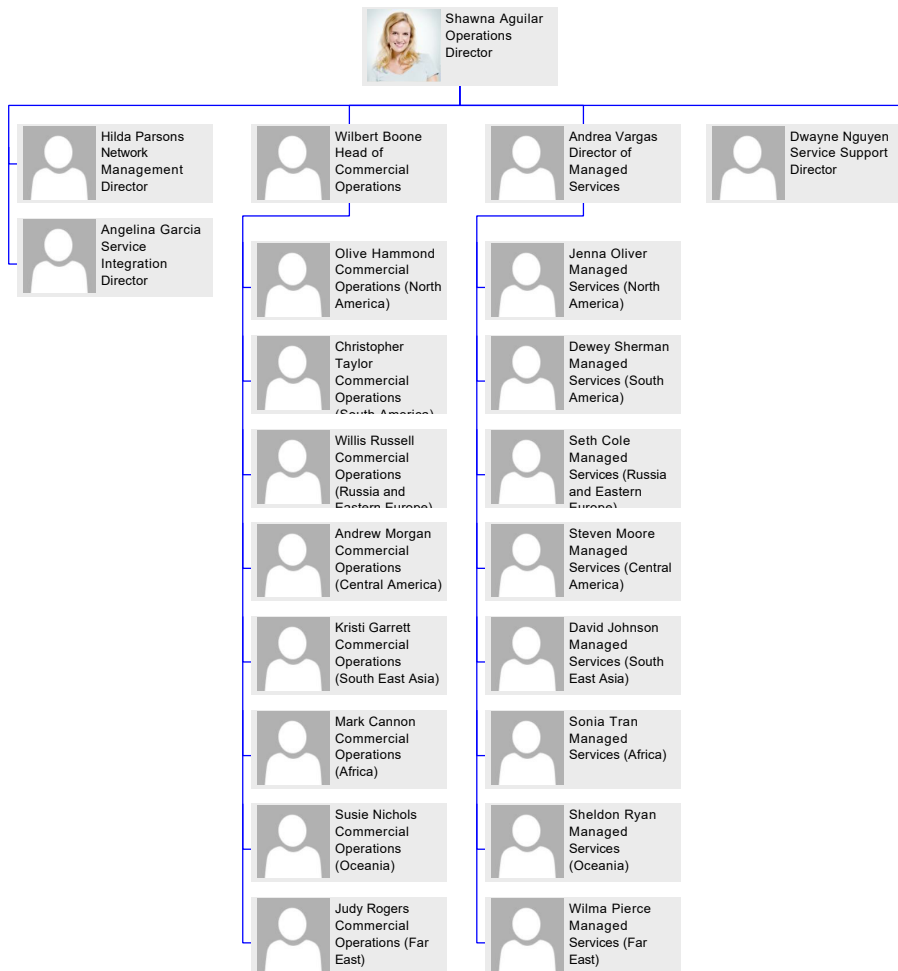 Shawna Aguilar
Operations
Director
Hilda Parsons
Network
Management
Director
Angelina Garcia
Service
Integration
Director
Wilbert Boone
Head of
Commercial
Operations
Olive Hammond
Commercial
Operations (North
America)
Christopher
Taylor
Commercial
Operations
(South America)
Willis Russell
Commercial
Operations
(Russia and
Eastern Europe)
Andrew Morgan
Commercial
Operations
(Central America)
Kristi Garrett
Commercial
Operations
(South East Asia)
Mark Cannon
Commercial
Operations
(Africa)
Susie Nichols
Commercial
Operations
(Oceania)
Judy Rogers
Commercial
Operations (Far
East)
Andrea Vargas
Director of
Managed
Services
Jenna Oliver
Managed
Services (North
America)
Dewey Sherman
Managed
Services (South
America)
Seth Cole
Managed
Services (Russia
and Eastern
Europe)
Steven Moore
Managed
Services (Central
America)
David Johnson
Managed
Services (South
East Asia)
Sonia Tran
Managed
Services (Africa)
Sheldon Ryan
Managed
Services
(Oceania)
Wilma Pierce
Managed
Services (Far
East)
Dwayne Nguyen
Service Support
Director